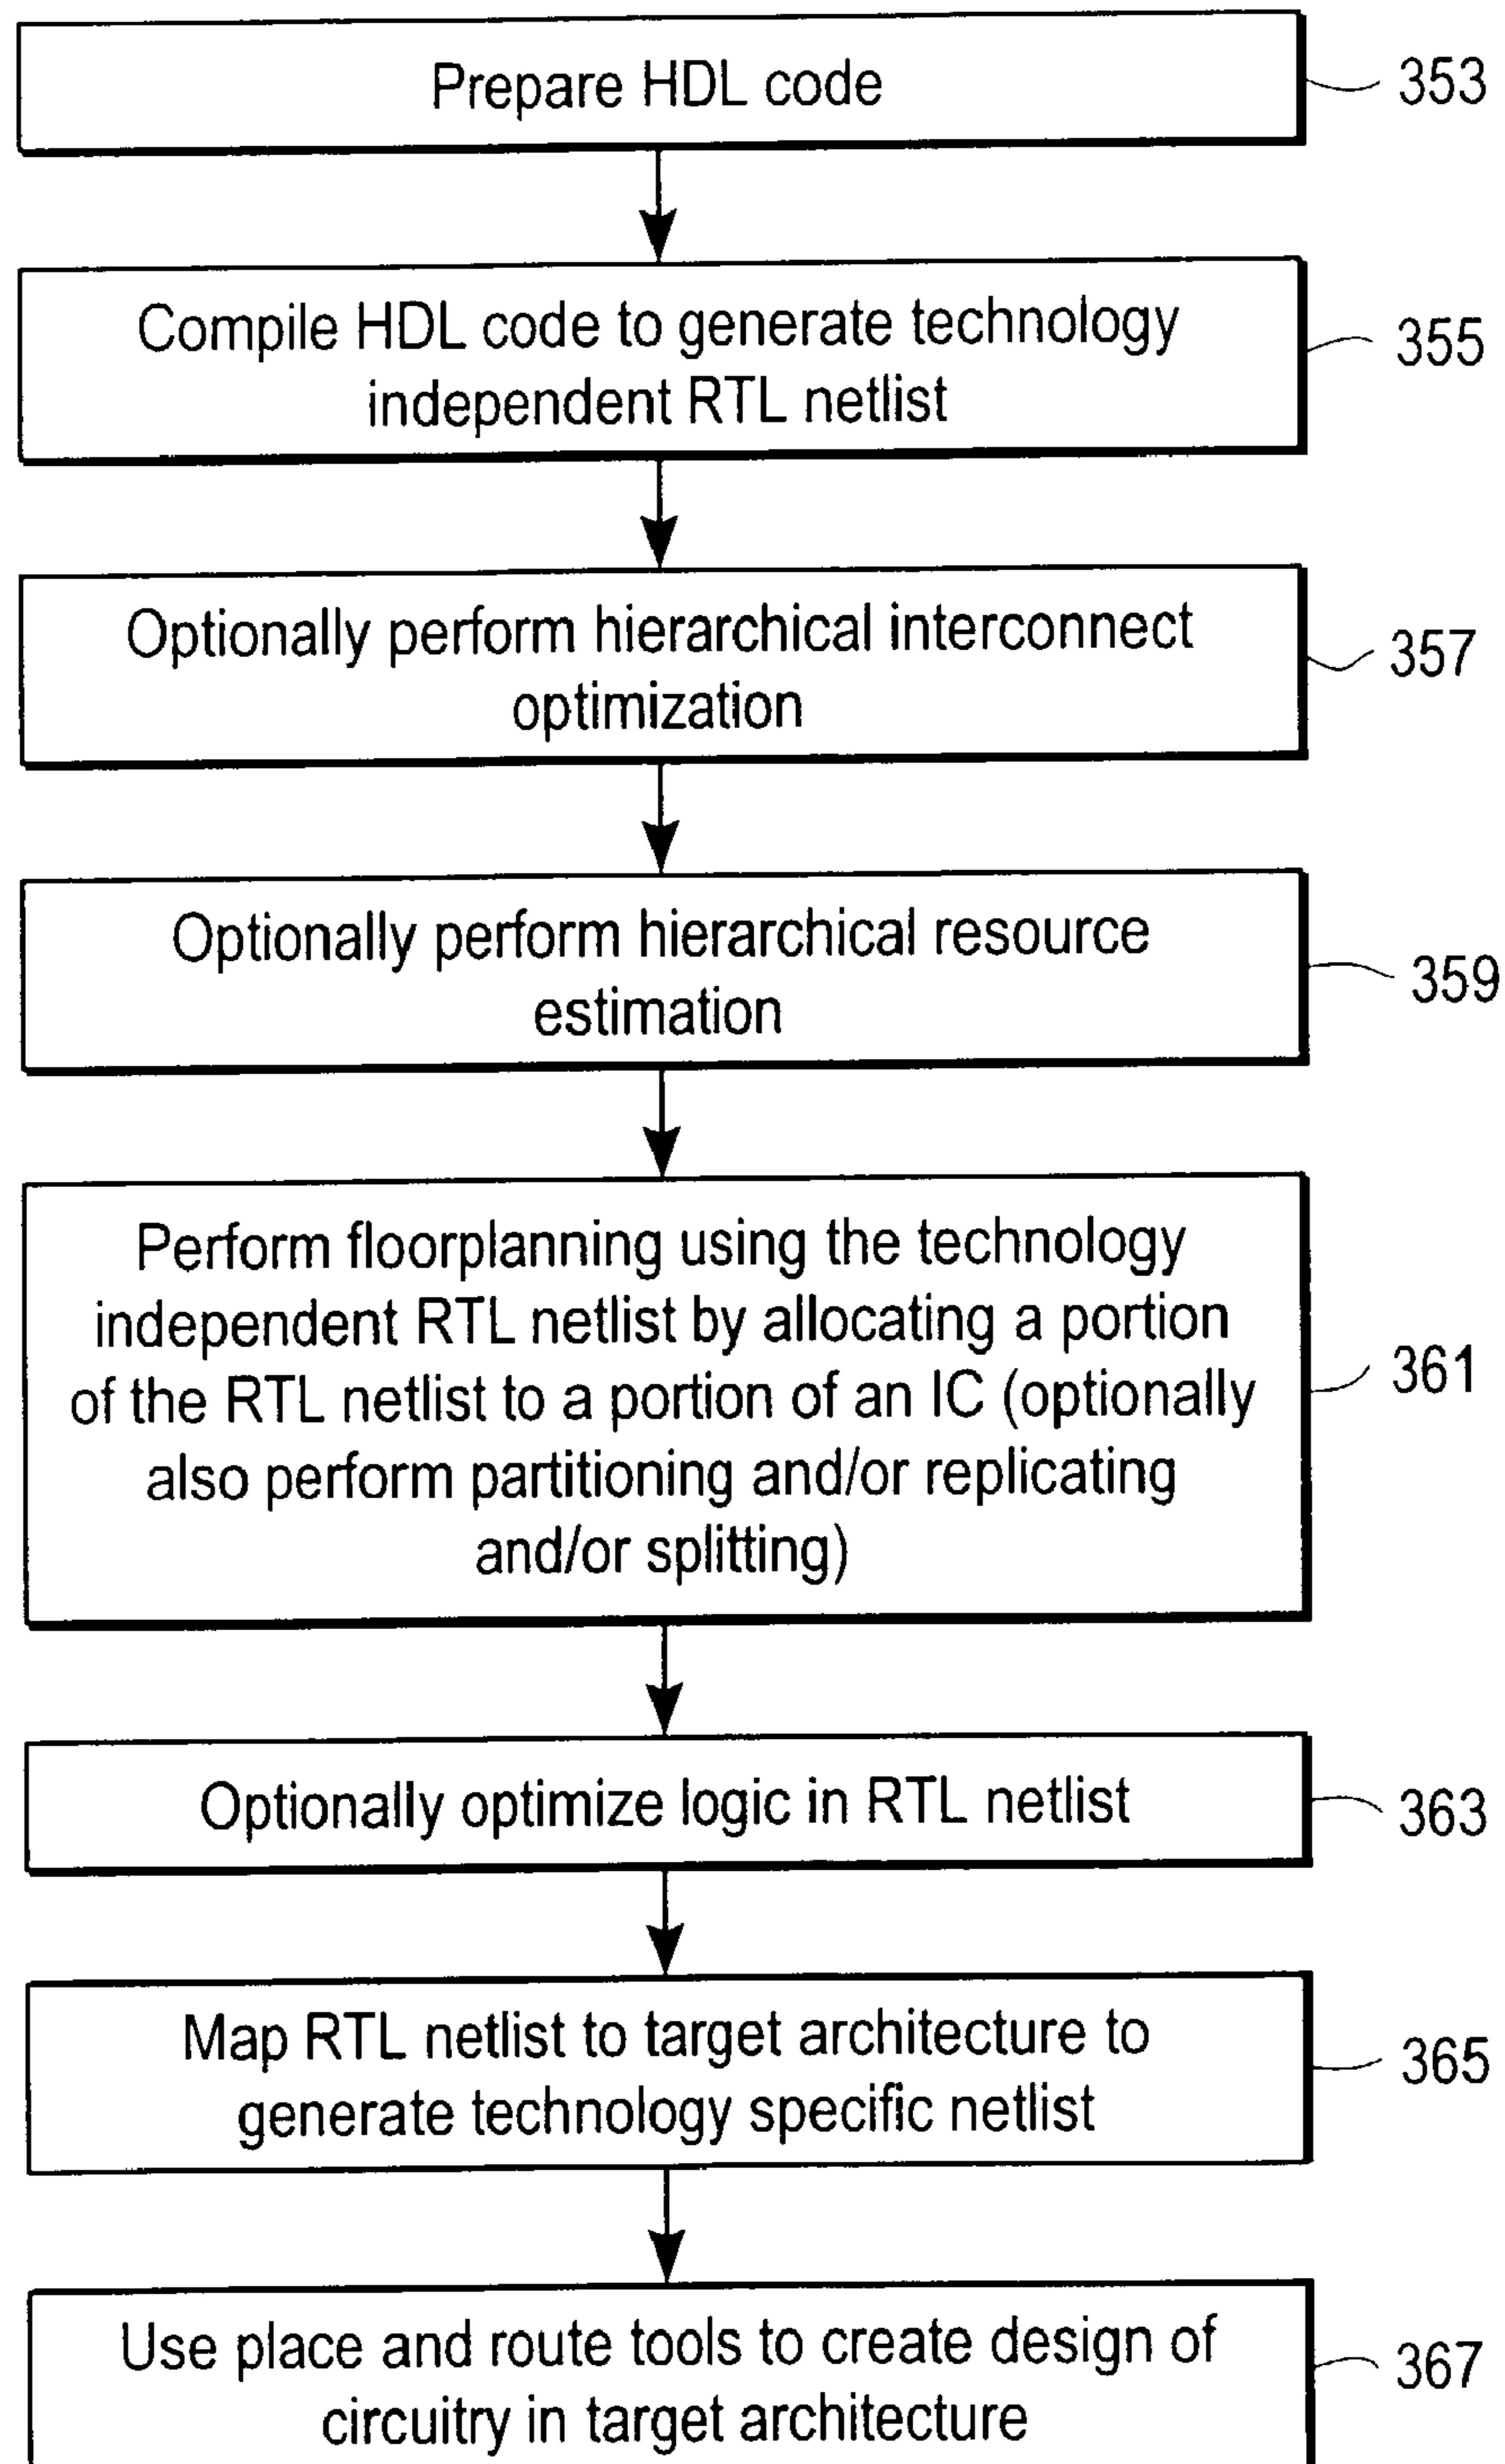 Prepare HDL code
353
Compile HDL code to generate technology
independent RTL netlist
355
Optionally perform hierarchical interconnect
optimization
357
Optionally perform hierarchical resource
estimation
359
Perform floorplanning using the technology
independent RTL netlist by allocating a portion
of the RTL netlist to a portion of an IC (optionally
also perform partitioning and/or replicating
and/or splitting)
361
Optionally optimize logic in RTL netlist
363
Map RTL netlist to target architecture to
generate technology specific netlist
365
Use place and route tools to create design of
circuitry in target architecture
367